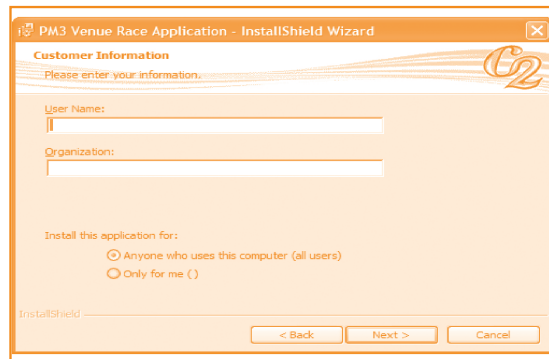 PM3 Venue Race Application - InstallShield Wizard
Customer Information
Please enter your information.
C2
User Name:
Organization:
Install this application for:
Anyone who uses this computer (all users)
Only for me ( )
InstallShield
< Back Next > Cancel